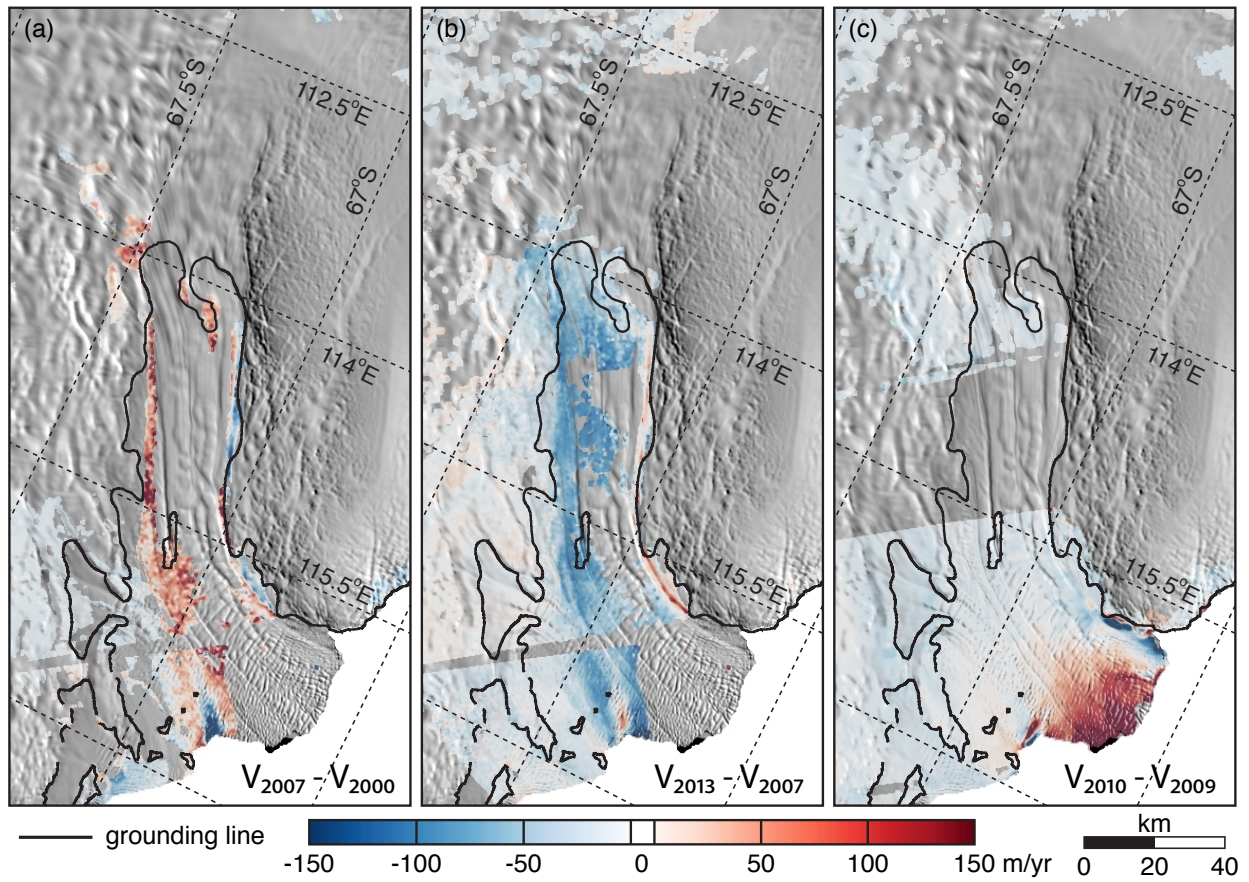 (a)
67.5°S
112.5°E
67°S
114°E
115.5°E
V2007 - V2000
(b)
67.5°S
112.5°E
67°S
114°E
115.5°E
V2013 - V2007
(c)
67.5°S
112.5°E
67°S
114°E
115.5°E
V2010 - V2009
grounding line
-150 -100 -50 0 50 100 150 m/yr
km
0 20 40